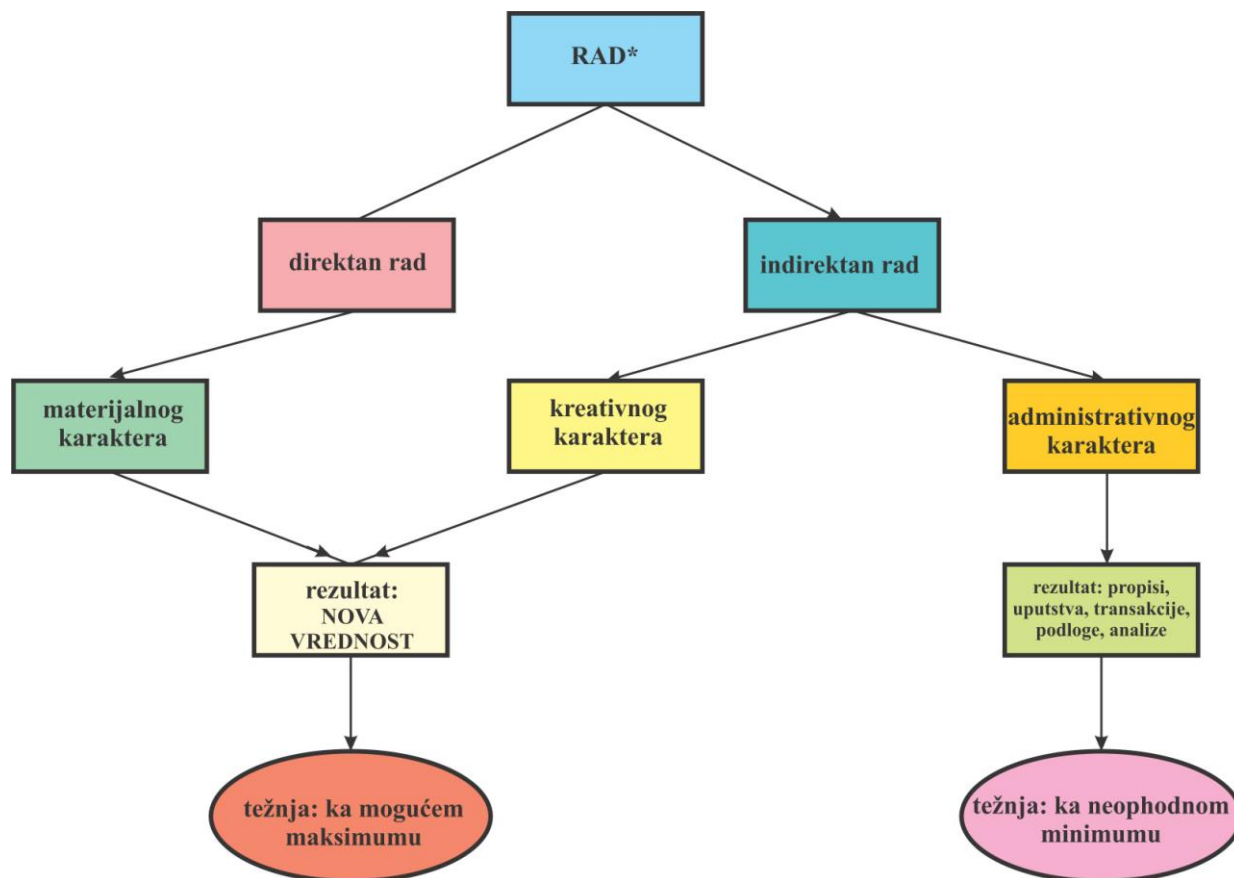 RAD*
direktan rad
indirektan rad
materijalnog
karaktera
kreativnog
karaktera
administrativnog
karaktera
rezultat:
NOVA
VREDNOST
rezultat: propisi,
uputstva, transakcije,
podloge, analize
težnja: ka mogućem
maksimumu
težnja: ka neophodnom
minimumu